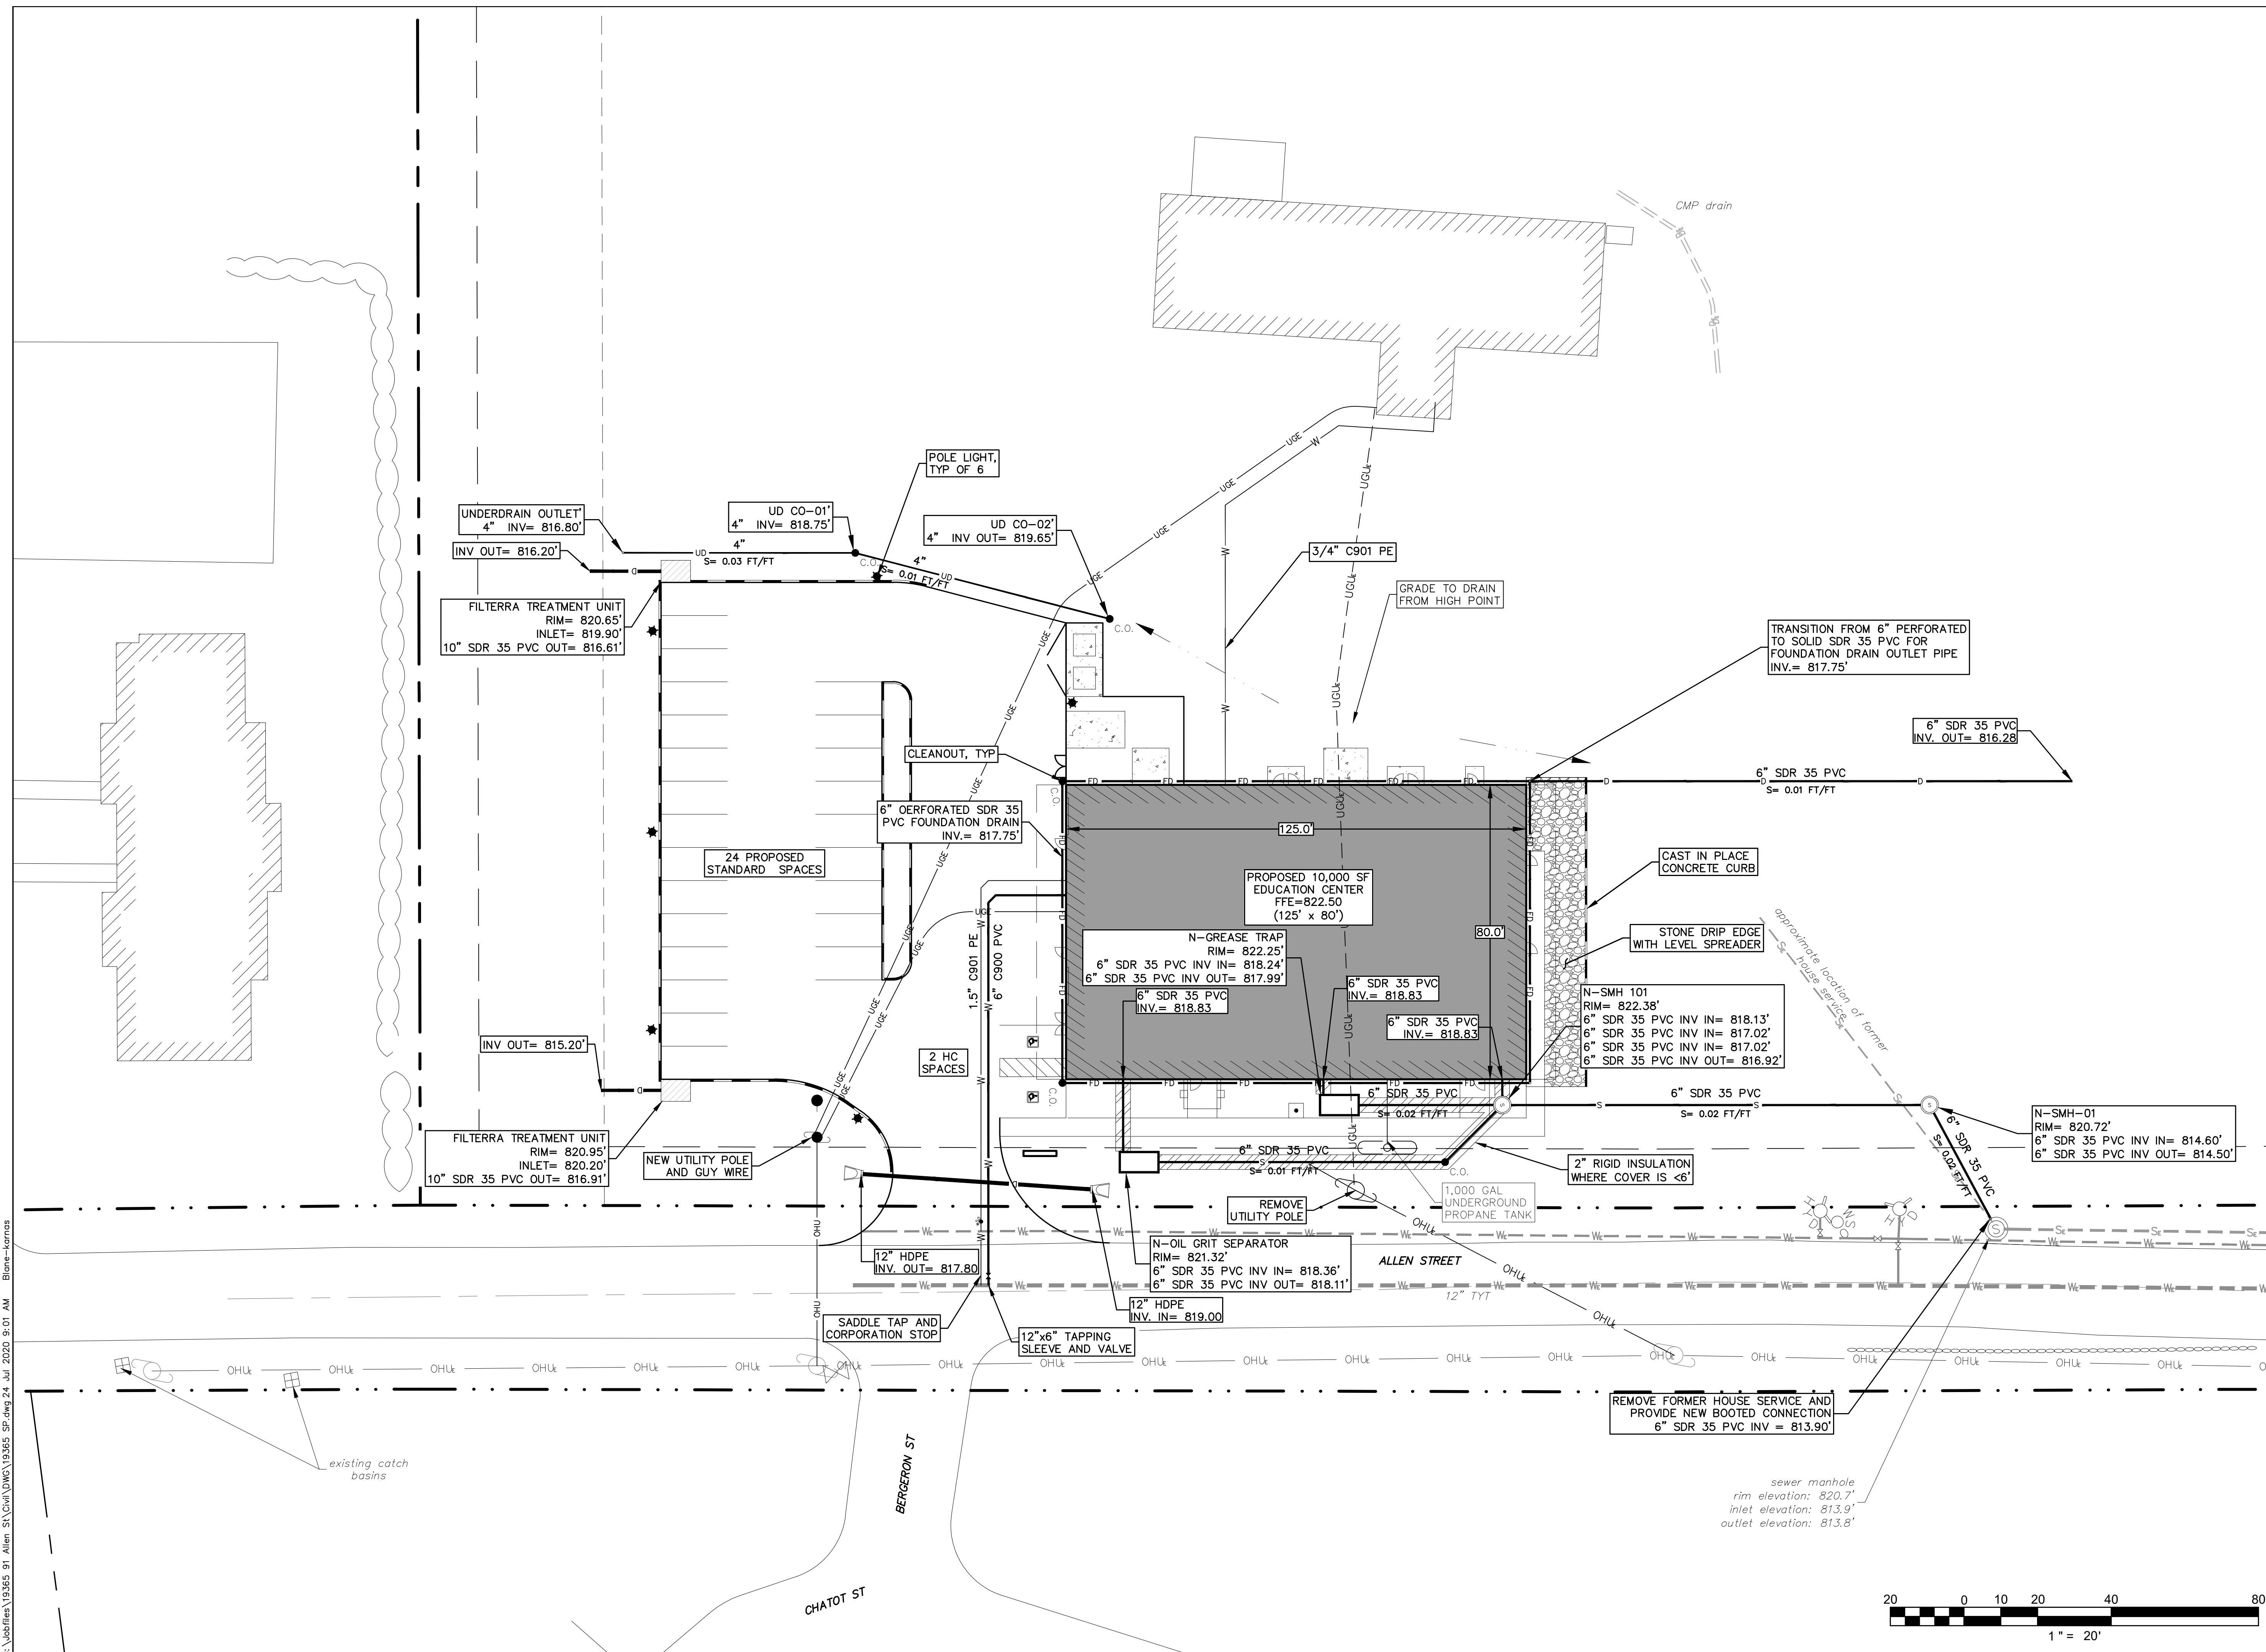 CMP drain
POLE LIGHT,
TYP OF 6
UNDERDRAIN OUTLET'
4" INV= 816.80'
UD CO-01'
4" INV= 818.75'
UD CO-02'
4" INV OUT= 819.65'
INV OUT= 816.20'
UD
4"
S= 0.03 FT/FT
C.O.
4"
UD
S= 0.01 FT/FT
C.O.
3/4" C901 PE
GRADE TO DRAIN
FROM HIGH POINT
FILTERRA TREATMENT UNIT
RIM= 820.65'
INLET= 819.90'
10" SDR 35 PVC OUT= 816.61'
TRANSITION FROM 6" PERFORATED
TO SOLID SDR 35 PVC FOR
FOUNDATION DRAIN OUTLET PIPE
INV.= 817.75'
6" SDR 35 PVC
INV. OUT= 816.28
CLEANOUT, TYP
6" SDR 35 PVC
S= 0.01 FT/FT
6" OERFORATED SDR 35
PVC FOUNDATION DRAIN
INV.= 817.75'
125.0'
24 PROPOSED
STANDARD SPACES
CAST IN PLACE
CONCRETE CURB
PROPOSED 10,000 SF
EDUCATION CENTER
FFE=822.50
(125' x 80')
80.0'
STONE DRIP EDGE
WITH LEVEL SPREADER
approximate location of former
house service
N-GREASE TRAP
RIM= 822.25'
6" SDR 35 PVC INV IN= 818.24'
6" SDR 35 PVC INV OUT= 817.99'
1.5" C901 PE
6" C900 PVC
6" SDR 35 PVC
INV.= 818.83
6" SDR 35 PVC
INV.= 818.83
6" SDR 35 PVC
INV.= 818.83
N-SMH 101
RIM= 822.38'
6" SDR 35 PVC INV IN= 818.13'
6" SDR 35 PVC INV IN= 817.02'
6" SDR 35 PVC INV IN= 817.02'
6" SDR 35 PVC INV OUT= 816.92'
INV OUT= 815.20'
2 HC
SPACES
C.O.
C.O.
6" SDR 35 PVC
S= 0.02 FT/FT
6" SDR 35 PVC
S= 0.02 FT/FT
N-SMH-01
RIM= 820.72'
6" SDR 35 PVC INV IN= 814.60'
6" SDR 35 PVC INV OUT= 814.50'
6" SDR 35 PVC
S= 0.02 FT/FT
FILTERRA TREATMENT UNIT
RIM= 820.95'
INLET= 820.20'
10" SDR 35 PVC OUT= 816.91'
NEW UTILITY POLE
AND GUY WIRE
6" SDR 35 PVC
S= 0.01 FT/FT
C.O.
2" RIGID INSULATION
WHERE COVER IS <6'
REMOVE
UTILITY POLE
1,000 GAL
UNDERGROUND
PROPANE TANK
HYD
WSO
HYD
12" HDPE
INV. OUT= 817.80
N-OIL GRIT SEPARATOR
RIM= 821.32'
6" SDR 35 PVC INV IN= 818.36'
6" SDR 35 PVC INV OUT= 818.11'
ALLEN STREET
12" TYT
12" HDPE
INV. IN= 819.00
SADDLE TAP AND
CORPORATION STOP
12"x6" TAPPING
SLEEVE AND VALVE
REMOVE FORMER HOUSE SERVICE AND
PROVIDE NEW BOOTED CONNECTION
6" SDR 35 PVC INV = 813.90'
existing catch
basins
BERGERON ST
CHATOT ST
sewer manhole
rim elevation: 820.7'
inlet elevation: 813.9'
outlet elevation: 813.8'
20 0 10 20 40 80
1 " = 20'
:\Jobfiles\19365 91 Allen St\Civil\DWG\19365 SP.dwg 24 Jul 2020 9:01 AM Blane-karnas